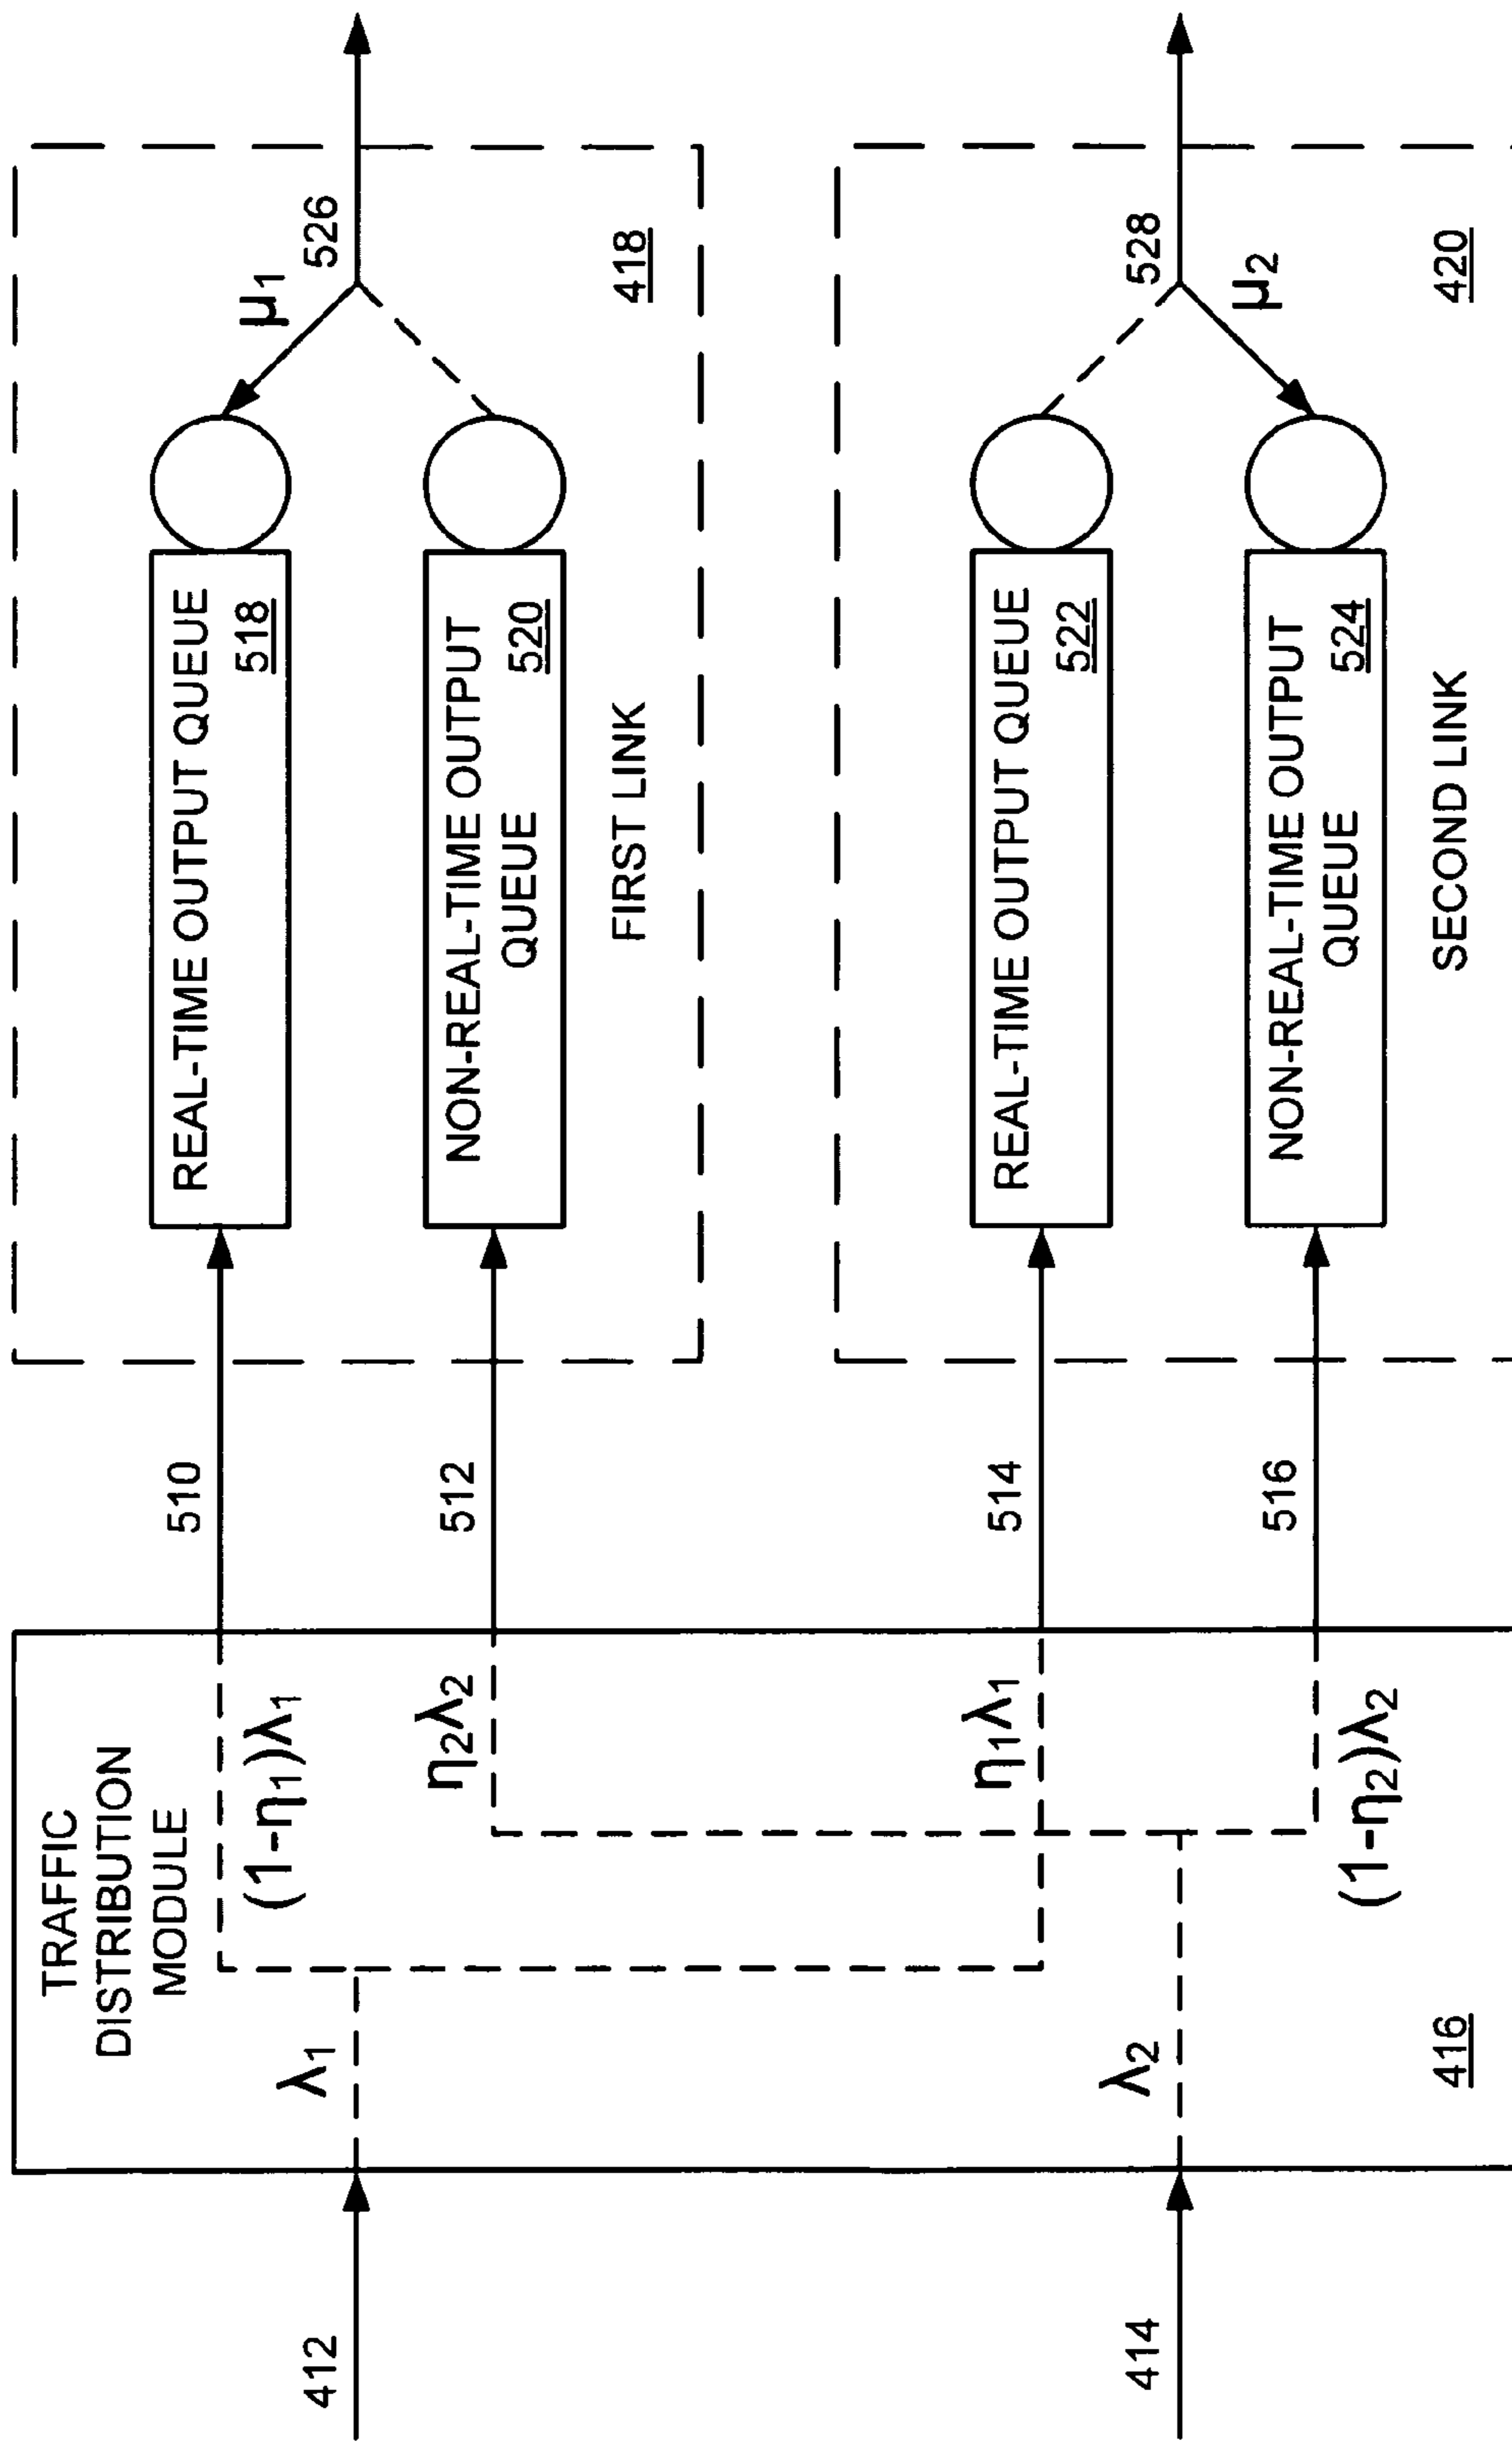 TRAFFIC
DISTRIBUTION
MODULE
412
λ1
(1-η1)λ1
510
REAL-TIME OUTPUT QUEUE
518
μ1
526
η2λ2
512
NON-REAL-TIME OUTPUT
QUEUE
520
FIRST LINK
418
414
λ2
η1λ1
514
REAL-TIME OUTPUT QUEUE
522
528
μ2
(1-η2)λ2
516
NON-REAL-TIME OUTPUT
QUEUE
524
416
SECOND LINK
420